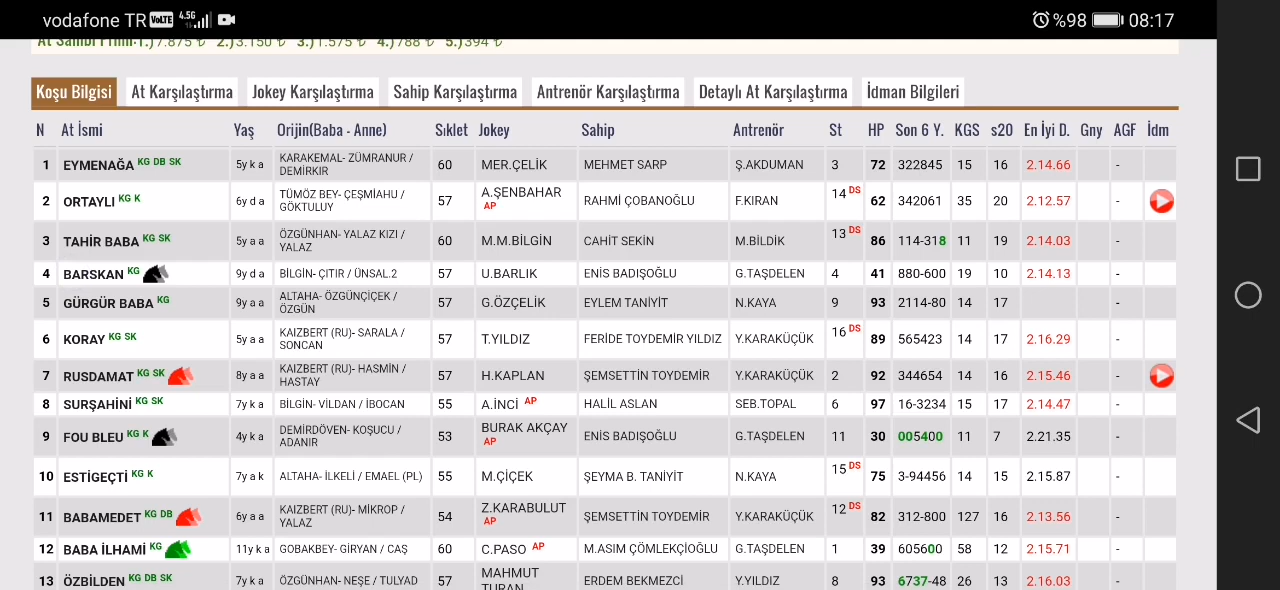 vodafone TR VoLTE 4.5G %98 08:17
At Sahibi Primi:1.)7.875 ₺ 2.)3.150 ₺ 3.)1.575 ₺ 4.)788 ₺ 5.)394 ₺
Koşu Bilgisi At Karşılaştırma Jokey Karşılaştırma Sahip Karşılaştırma Antrenör Karşılaştırma Detaylı At Karşılaştırma İdman Bilgileri
N At İsmi Yaş Orijin(Baba - Anne) Sıklet Jokey Sahip Antrenör St HP Son 6 Y. KGS s20 En İyi D. Gny AGF İdm
1 EYMENAĞA KG DB SK 5y k a KARAKEMAL- ZÜMRANUR / DEMİRKIR 60 MER.ÇELİK MEHMET SARP Ş.AKDUMAN 3 72 322845 15 16 2.14.66 -
2 ORTAYLI KG K 6y d a TÜMÖZ BEY- ÇEŞMİAHU / GÖKTULUY 57 A.ŞENBAHAR AP RAHMİ ÇOBANOĞLU F.KIRAN 14 DS 62 342061 35 20 2.12.57 -
3 TAHİR BABA KG SK 5y a a ÖZGÜNHAN- YALAZ KIZI / YALAZ 60 M.M.BİLGİN CAHİT SEKİN M.BİLDİK 13 DS 86 114-318 11 19 2.14.03 -
4 BARSKAN KG 9y d a BİLGİN- ÇITIR / ÜNSAL.2 57 U.BARLIK ENİS BADIŞOĞLU G.TAŞDELEN 4 41 880-600 19 10 2.14.13 -
5 GÜRGÜR BABA KG 9y a a ALTAHA- ÖZGÜNÇİÇEK / ÖZGÜN 57 G.ÖZÇELİK EYLEM TANİYİT N.KAYA 9 93 2114-80 14 17 -
6 KORAY KG SK 5y a a KAIZBERT (RU)- SARALA / SONCAN 57 T.YILDIZ FERİDE TOYDEMİR YILDIZ Y.KARAKÜÇÜK 16 DS 89 565423 14 17 2.16.29 -
7 RUSDAMAT KG SK 8y a a KAIZBERT (RU)- HASMİN / HASTAY 57 H.KAPLAN ŞEMSETTİN TOYDEMİR Y.KARAKÜÇÜK 2 92 344654 14 16 2.15.46 -
8 SURŞAHİNİ KG SK 7y k a BİLGİN- VİLDAN / İBOCAN 55 A.İNCİ AP HALİL ASLAN SEB.TOPAL 6 97 16-3234 15 17 2.14.47 -
9 FOU BLEU KG K 4y k a DEMİRDÖVEN- KOŞUCU / ADANIR 53 BURAK AKÇAY AP ENİS BADIŞOĞLU G.TAŞDELEN 11 30 005400 11 7 2.21.35 -
10 ESTİGEÇTİ KG K 7y a k ALTAHA- İLKELİ / EMAEL (PL) 55 M.ÇİÇEK ŞEYMA B. TANİYİT N.KAYA 15 DS 75 3-94456 14 15 2.15.87 -
11 BABAMEDET KG DB 6y a a KAIZBERT (RU)- MİKROP / YALAZ 54 Z.KARABULUT AP ŞEMSETTİN TOYDEMİR Y.KARAKÜÇÜK 12 DS 82 312-800 127 16 2.13.56 -
12 BABA İLHAMİ KG 11y k a GOBAKBEY- GİRYAN / CAŞ 60 C.PASO AP M.ASIM ÇÖMLEKÇİOĞLU G.TAŞDELEN 1 39 605600 58 12 2.15.71 -
13 ÖZBİLDEN KG DB SK 7y k a ÖZGÜNHAN- NEŞE / TULYAD 57 MAHMUT TURAN ERDEM BEKMEZCİ Y.YILDIZ 8 93 6737-48 26 13 2.16.03 -